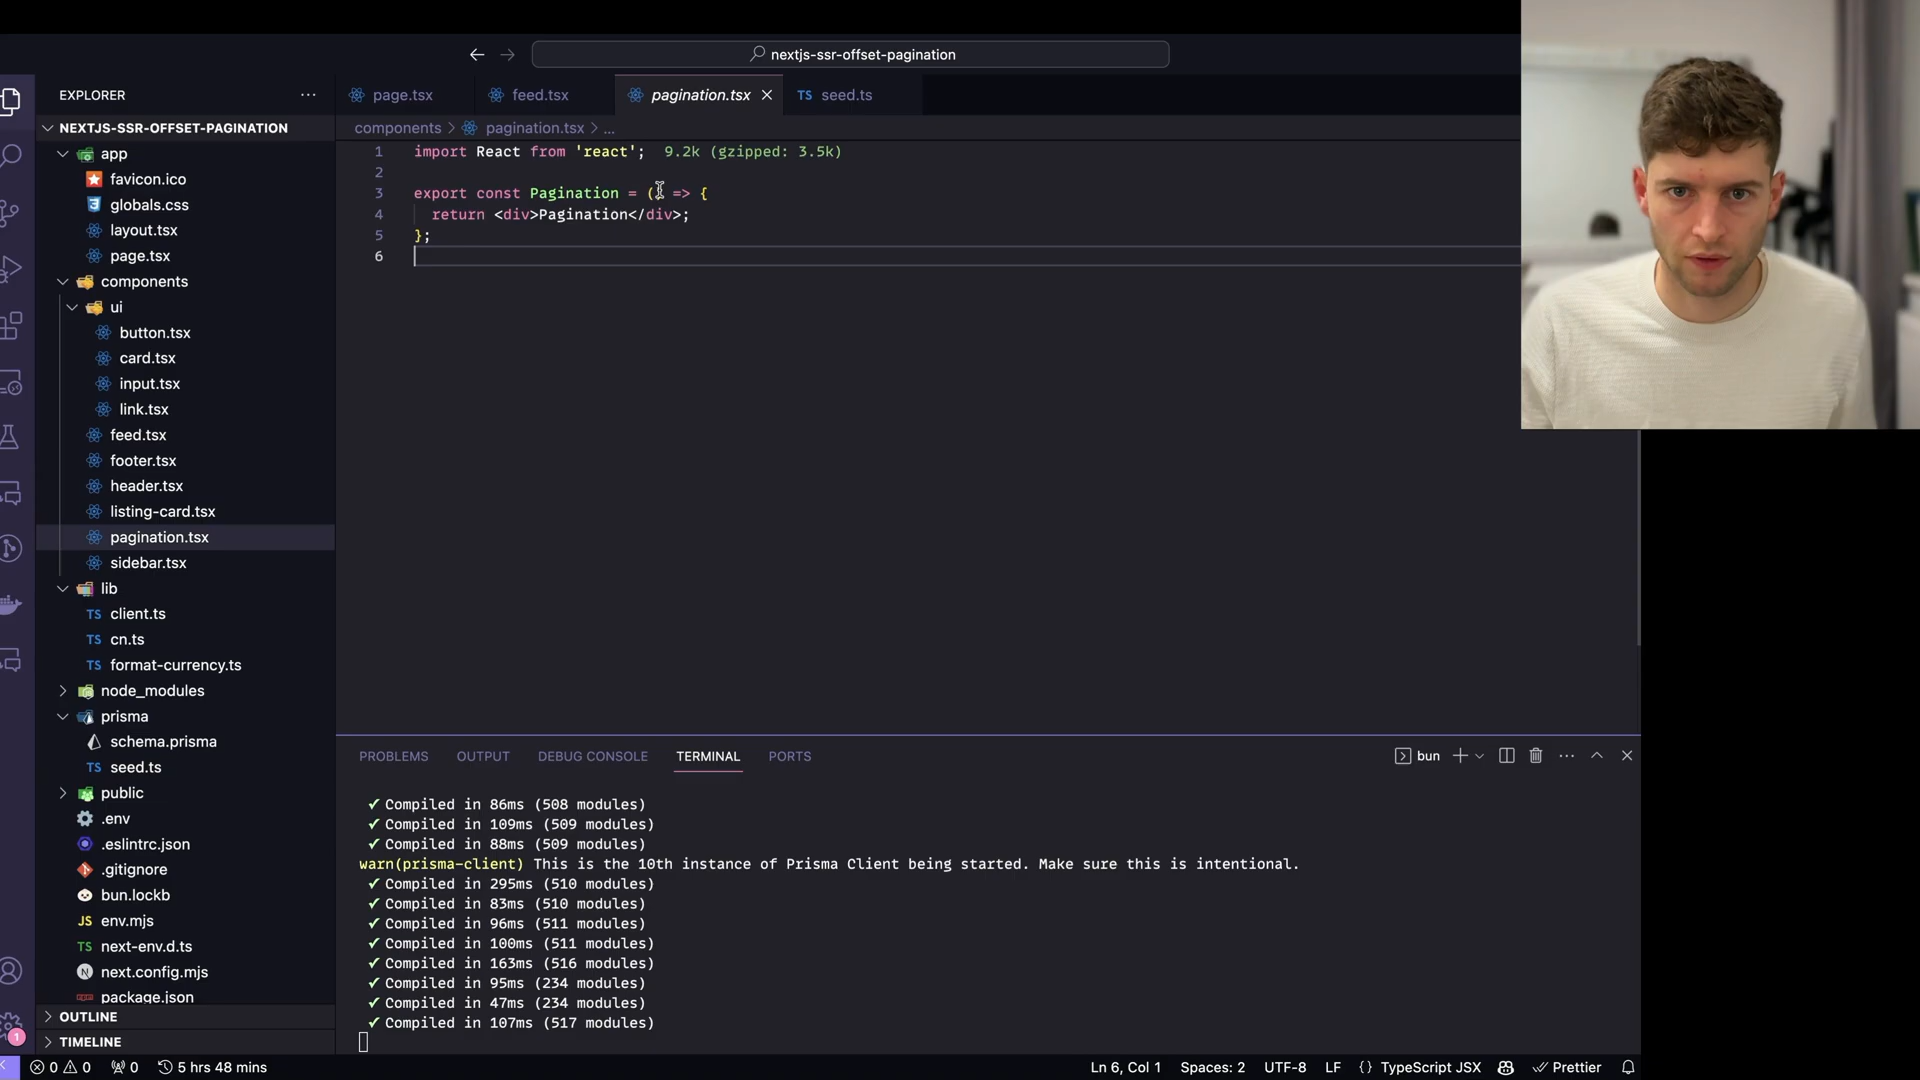 nextjs-ssr-offset-pagination
EXPLORER
NEXTJS-SSR-OFFSET-PAGINATION
app
favicon.ico
globals.css
layout.tsx
page.tsx
components
ui
button.tsx
card.tsx
input.tsx
link.tsx
feed.tsx
footer.tsx
header.tsx
listing-card.tsx
pagination.tsx
sidebar.tsx
lib
TS client.ts
TS cn.ts
TS format-currency.ts
node_modules
prisma
schema.prisma
TS seed.ts
public
.env
.eslintrc.json
.gitignore
bun.lockb
JS env.mjs
TS next-env.d.ts
N next.config.mjs
package.json
OUTLINE
TIMELINE
page.tsx feed.tsx pagination.tsx TS seed.ts
components > pagination.tsx > ...
1 import React from 'react'; 9.2k (gzipped: 3.5k)
2
3 export const Pagination = () => {
4 return <div>Pagination</div>;
5 };
6
PROBLEMS OUTPUT DEBUG CONSOLE TERMINAL PORTS
bun
✓ Compiled in 86ms (508 modules)
✓ Compiled in 109ms (509 modules)
✓ Compiled in 88ms (509 modules)
warn(prisma-client) This is the 10th instance of Prisma Client being started. Make sure this is intentional.
✓ Compiled in 295ms (510 modules)
✓ Compiled in 83ms (510 modules)
✓ Compiled in 96ms (511 modules)
✓ Compiled in 100ms (511 modules)
✓ Compiled in 163ms (516 modules)
✓ Compiled in 95ms (234 modules)
✓ Compiled in 47ms (234 modules)
✓ Compiled in 107ms (517 modules)
1
0 0 0 5 hrs 48 mins
Ln 6, Col 1 Spaces: 2 UTF-8 LF {} TypeScript JSX Prettier